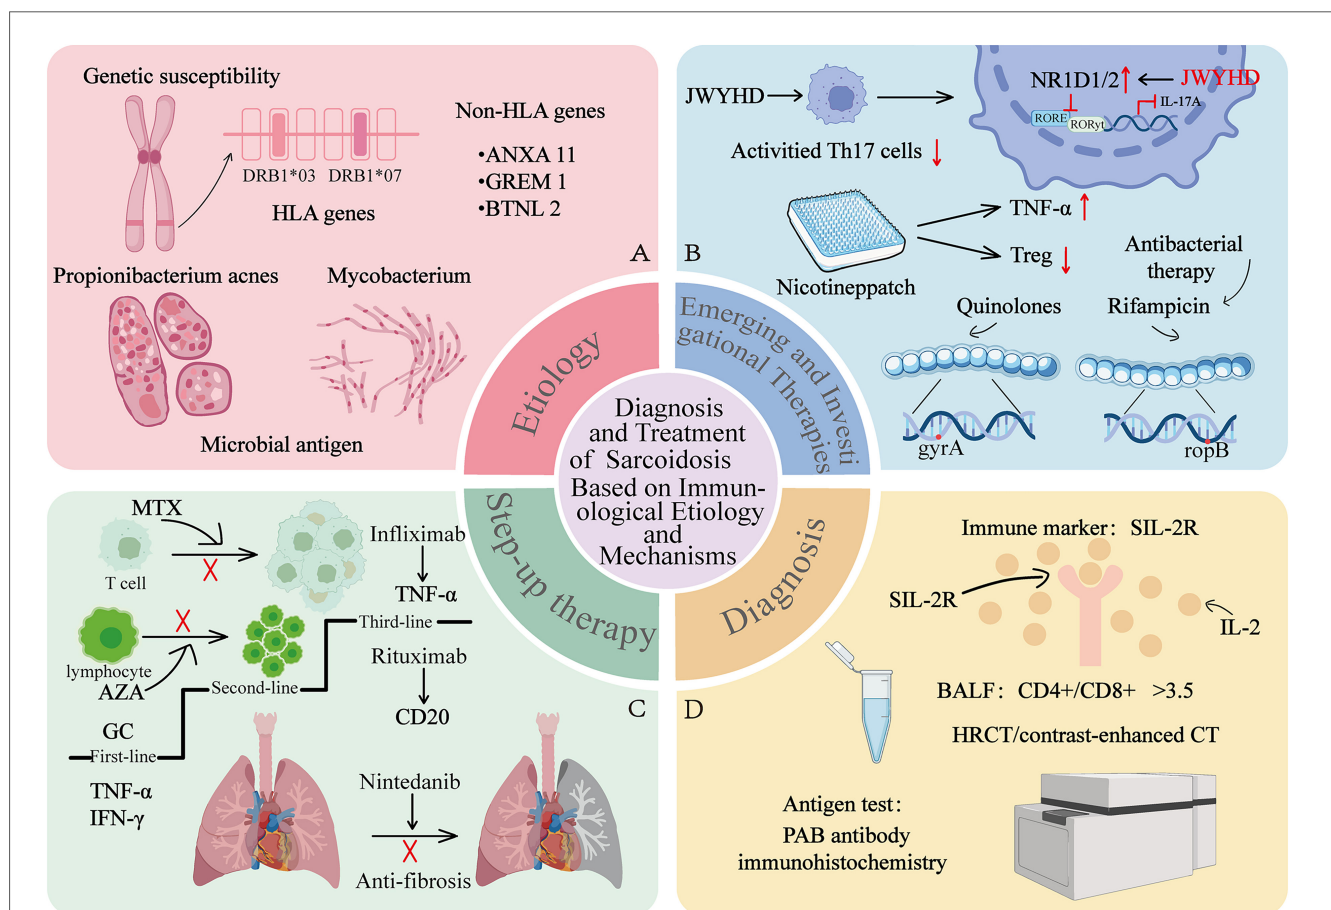 Genetic susceptibility
Non-HLA genes
•ANXA 11
•GREM 1
•BTNL 2
DRB1*03 DRB1*07
HLA genes
Propionibacterium acnes
Mycobacterium
Microbial antigen
A
JWYHD
NR1D1/2
JWYHD
IL-17A
RORE
RORγt
Activitied Th17 cells
TNF-α
Treg
Nicotineppatch
Antibacterial
therapy
Quinolones
Rifampicin
gyrA
ropB
B
Etiology
Emerging and Investi
gational Therapies
Step-up therapy
Diagnosis
Diagnosis
and Treatment
of Sarcoidosis
Based on Immun-
ological Etiology
and
Mechanisms
MTX
T cell
Infliximab
TNF-α
Third-line
lymphocyte
AZA
Second-line
Rituximab
CD20
GC
First-line
TNF-α
IFN-γ
Nintedanib
Anti-fibrosis
C
D
Immune marker: SIL-2R
SIL-2R
IL-2
BALF: CD4+/CD8+ >3.5
HRCT/contrast-enhanced CT
Antigen test:
PAB antibody
immunohistochemistry